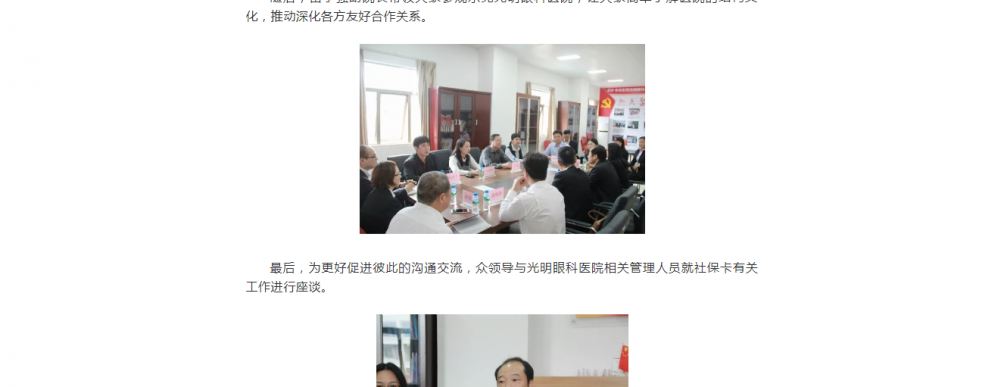 化，推动深化各方友好合作关系。
最后，为更好促进彼此的沟通交流，众领导与光明眼科医院相关管理人员就社保卡有关
工作进行座谈。